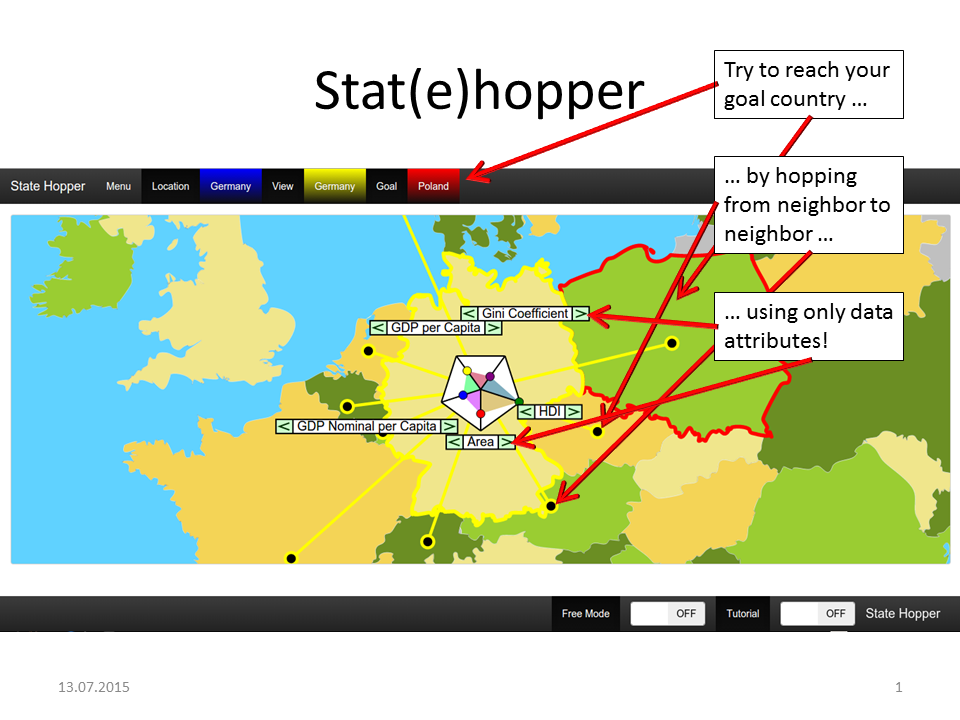 Stat(e)hopper
Try to reach your
goal country ...
State Hopper Menu Location Germany View Germany Goal Poland
... by hopping
from neighbor to
neighbor ...
... using only data
attributes!
< Gini Coefficient >
< GDP per Capita >
< HDI >
< GDP Nominal per Capita >
< Area >
Free Mode OFF Tutorial OFF State Hopper
13.07.2015
1